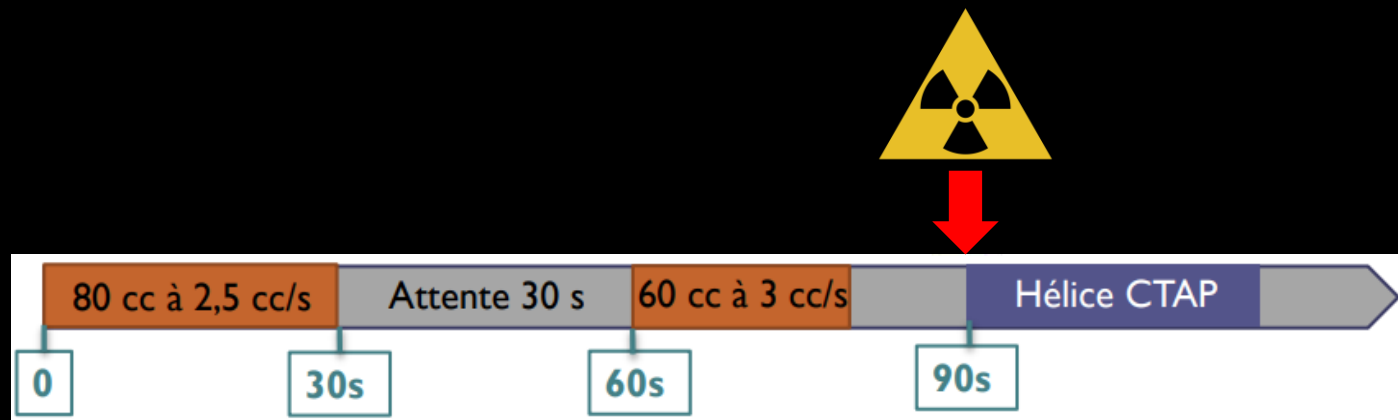 80 cc à 2,5 cc/s
Attente 30 s
60 cc à 3 cc/s
Hélice CTAP
0
30s
60s
90s